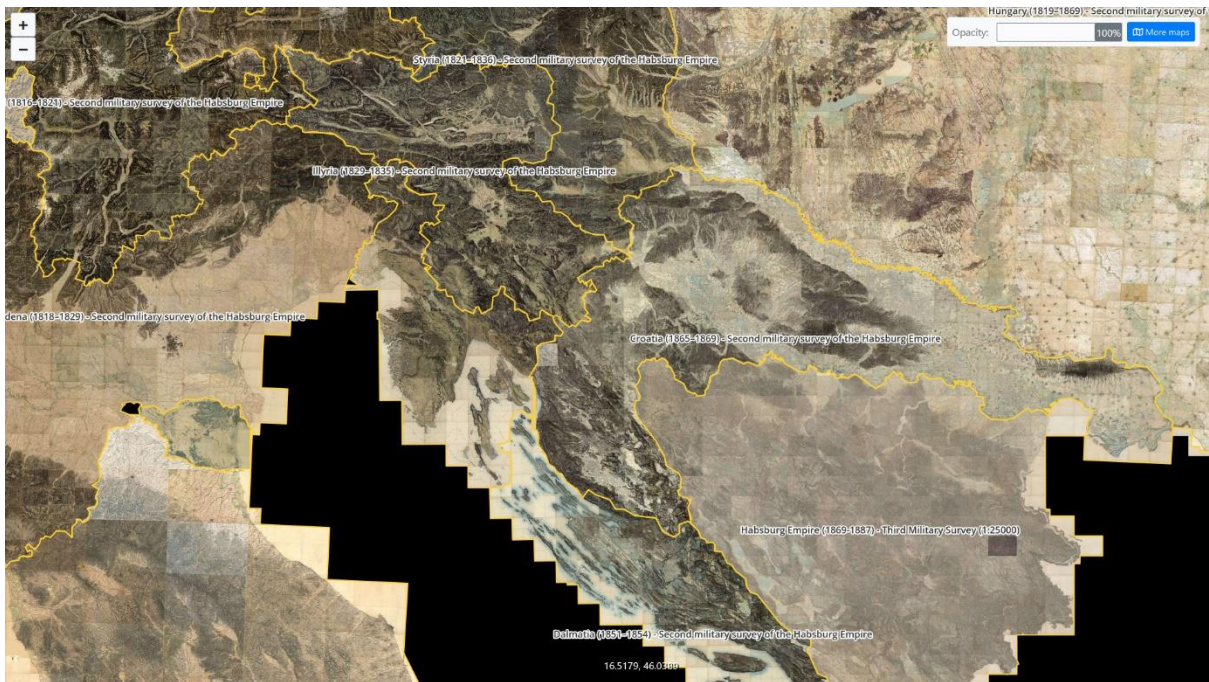 +
−
Hungary (1819–1869) - Second military survey of
Opacity:
100%
More maps
Styria (1821–1836) - Second military survey of the Habsburg Empire
(1816–1821) - Second military survey of the Habsburg Empire
Illyria (1829–1835) - Second military survey of the Habsburg Empire
dena (1818–1829) - Second military survey of the Habsburg Empire
Croatia (1865–1869) - Second military survey of the Habsburg Empire
Habsburg Empire (1869-1887) - Third Military Survey (1:25000)
Dalmatia (1851–1854) - Second military survey of the Habsburg Empire